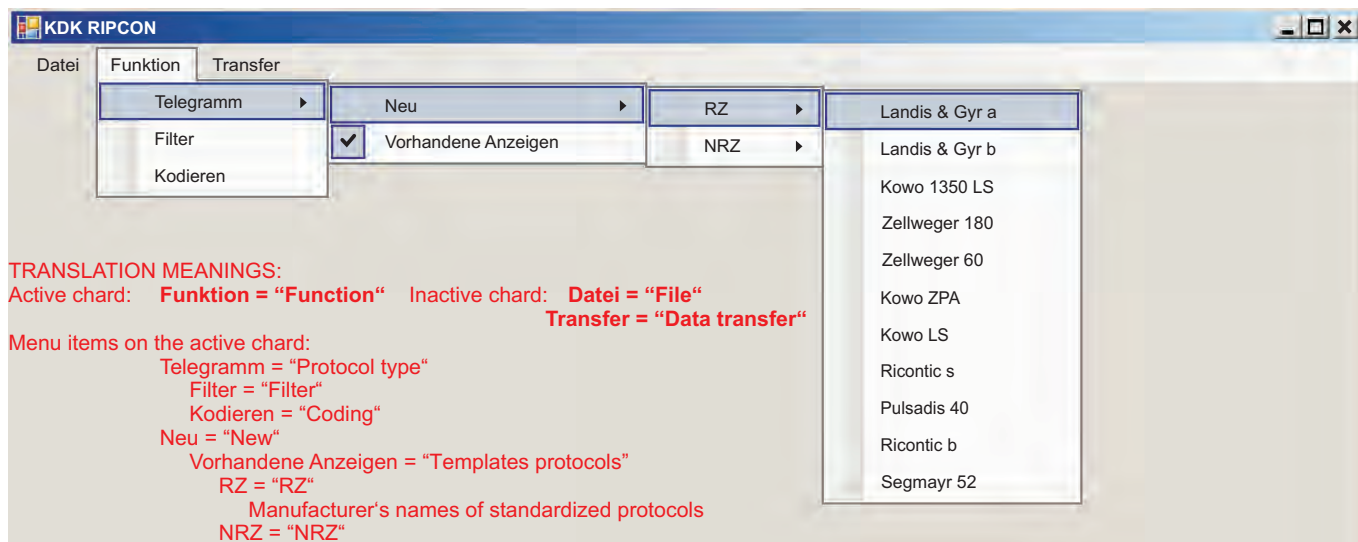 KDK RIPCON
Datei Funktion Transfer
Telegramm
Filter
Kodieren
Neu
Vorhandene Anzeigen
RZ
NRZ
Landis & Gyr a
Landis & Gyr b
Kowo 1350 LS
Zellweger 180
Zellweger 60
Kowo ZPA
Kowo LS
Ricontic s
Pulsadis 40
Ricontic b
Segmayr 52
TRANSLATION MEANINGS:
Active chard: Funktion = “Function“ Inactive chard: Datei = “File“
Transfer = “Data transfer“
Menu items on the active chard:
Telegramm = “Protocol type“
Filter = “Filter“
Kodieren = “Coding“
Neu = “New“
Vorhandene Anzeigen = “Templates protocols”
RZ = “RZ“
Manufacturer‘s names of standardized protocols
NRZ = “NRZ“